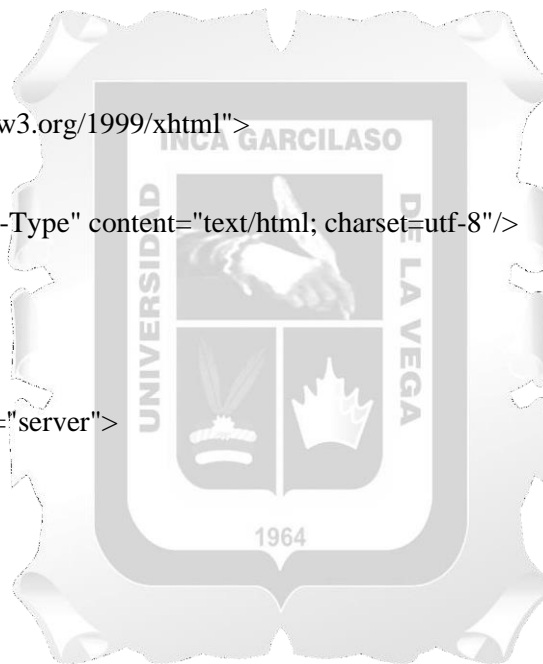 w3.org/1999/xhtml">
INCA GARCILASO
-Type" content="text/html; charset=utf-8"/>
UNIVERSIDAD
DE LA VEGA
="server">
1964